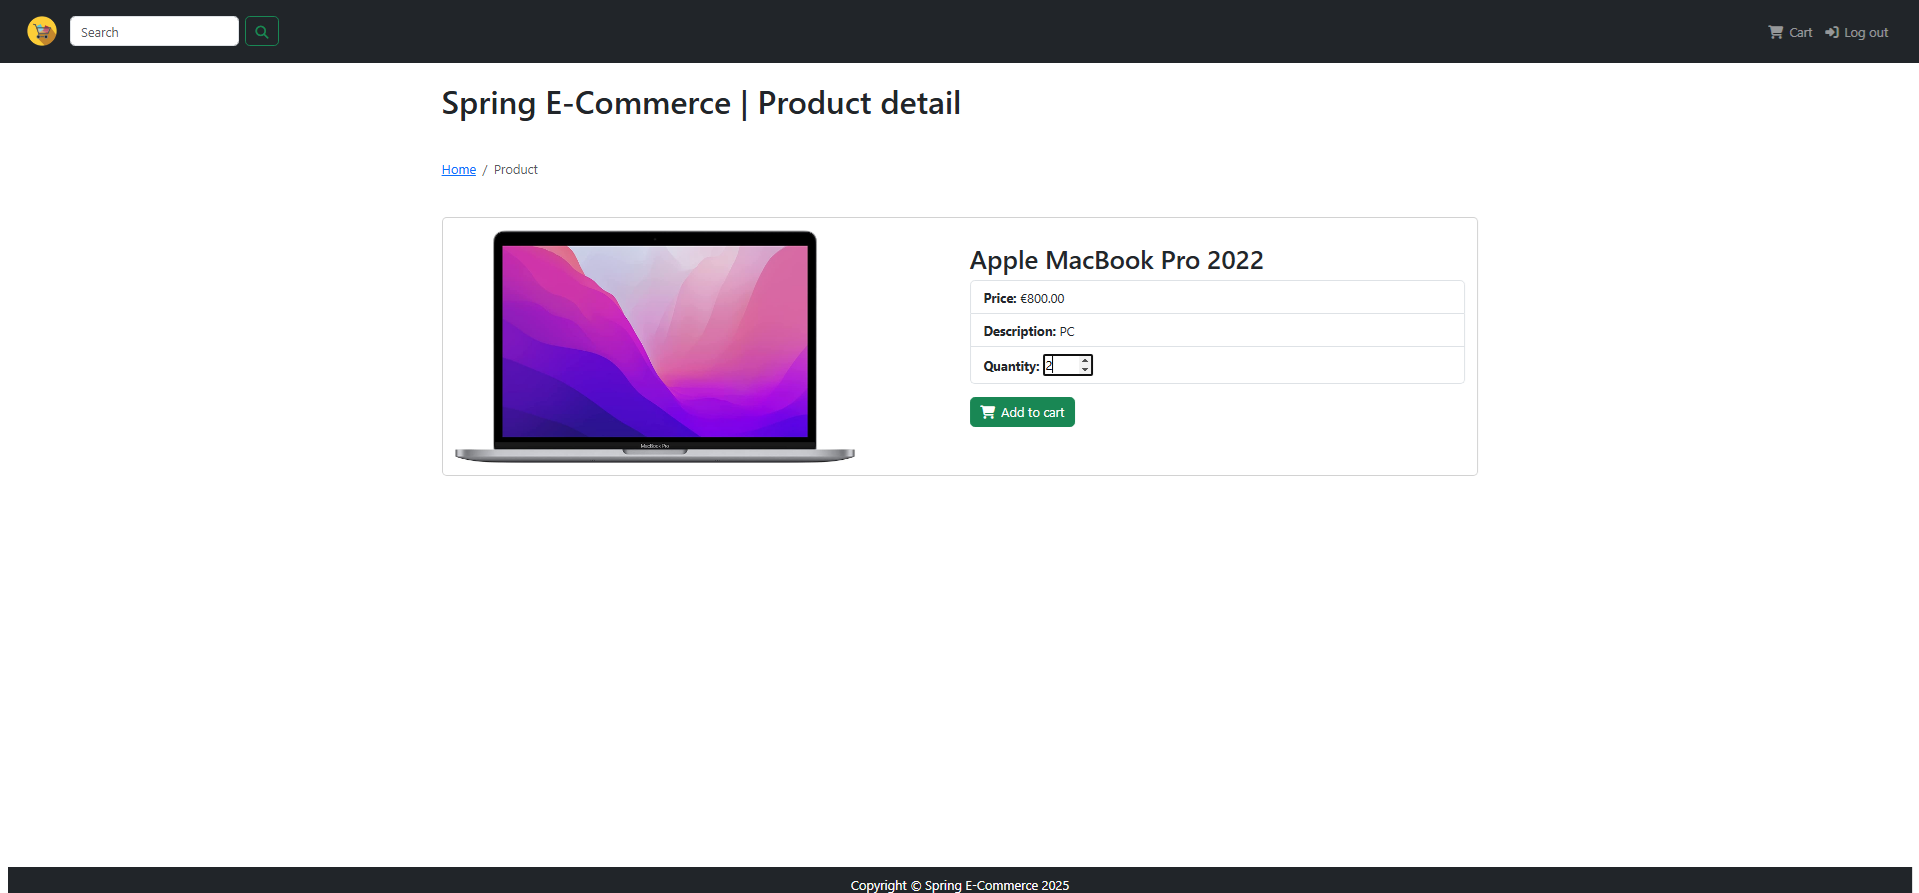 Search
Cart
Log out
Spring E-Commerce | Product detail
Home / Product
Apple MacBook Pro 2022
Price: €800.00
Description: PC
Quantity: 2
Add to cart
MacBook Pro
Copyright © Spring E-Commerce 2025